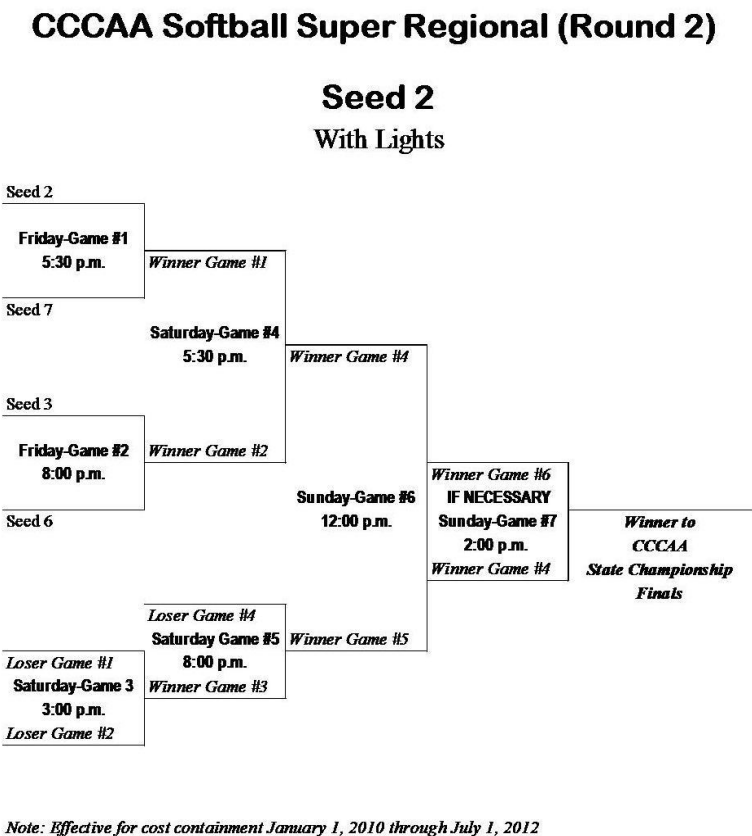 CCCAA Softball Super Regional (Round 2)
Seed 2
With Lights
Seed 2
Friday-Game #1
5:30 p.m.
Winner Game #1
Seed 7
Saturday-Game #4
5:30 p.m.
Winner Game #4
Seed 3
Friday-Game #2
8:00 p.m.
Winner Game #2
Seed 6
Sunday-Game #6
12:00 p.m.
Winner Game #6
IF NECESSARY
Sunday-Game #7
2:00 p.m.
Winner Game #4
Winner to
CCCAA
State Championship
Finals
Loser Game #4
Saturday Game #5
8:00 p.m.
Winner Game #3
Winner Game #5
Loser Game #1
Saturday-Game 3
3:00 p.m.
Loser Game #2
Note: Effective for cost containment January 1, 2010 through July 1, 2012